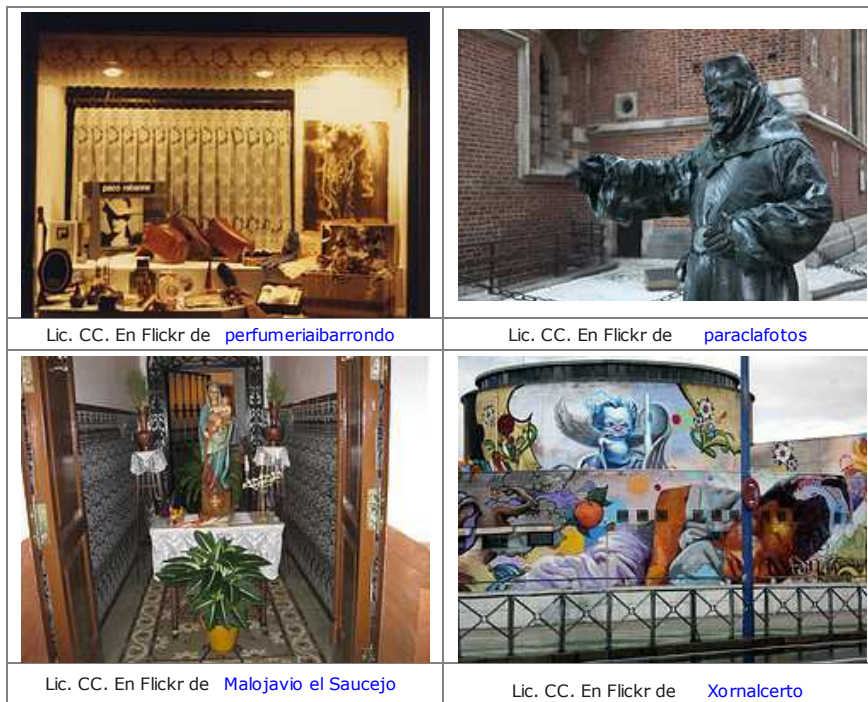 paco rabanne
Lic. CC. En Flickr de perfumeriaibarrondo
Lic. CC. En Flickr de paraclafotos
Lic. CC. En Flickr de Malojavio el Saucejo
Lic. CC. En Flickr de Xornalcerto